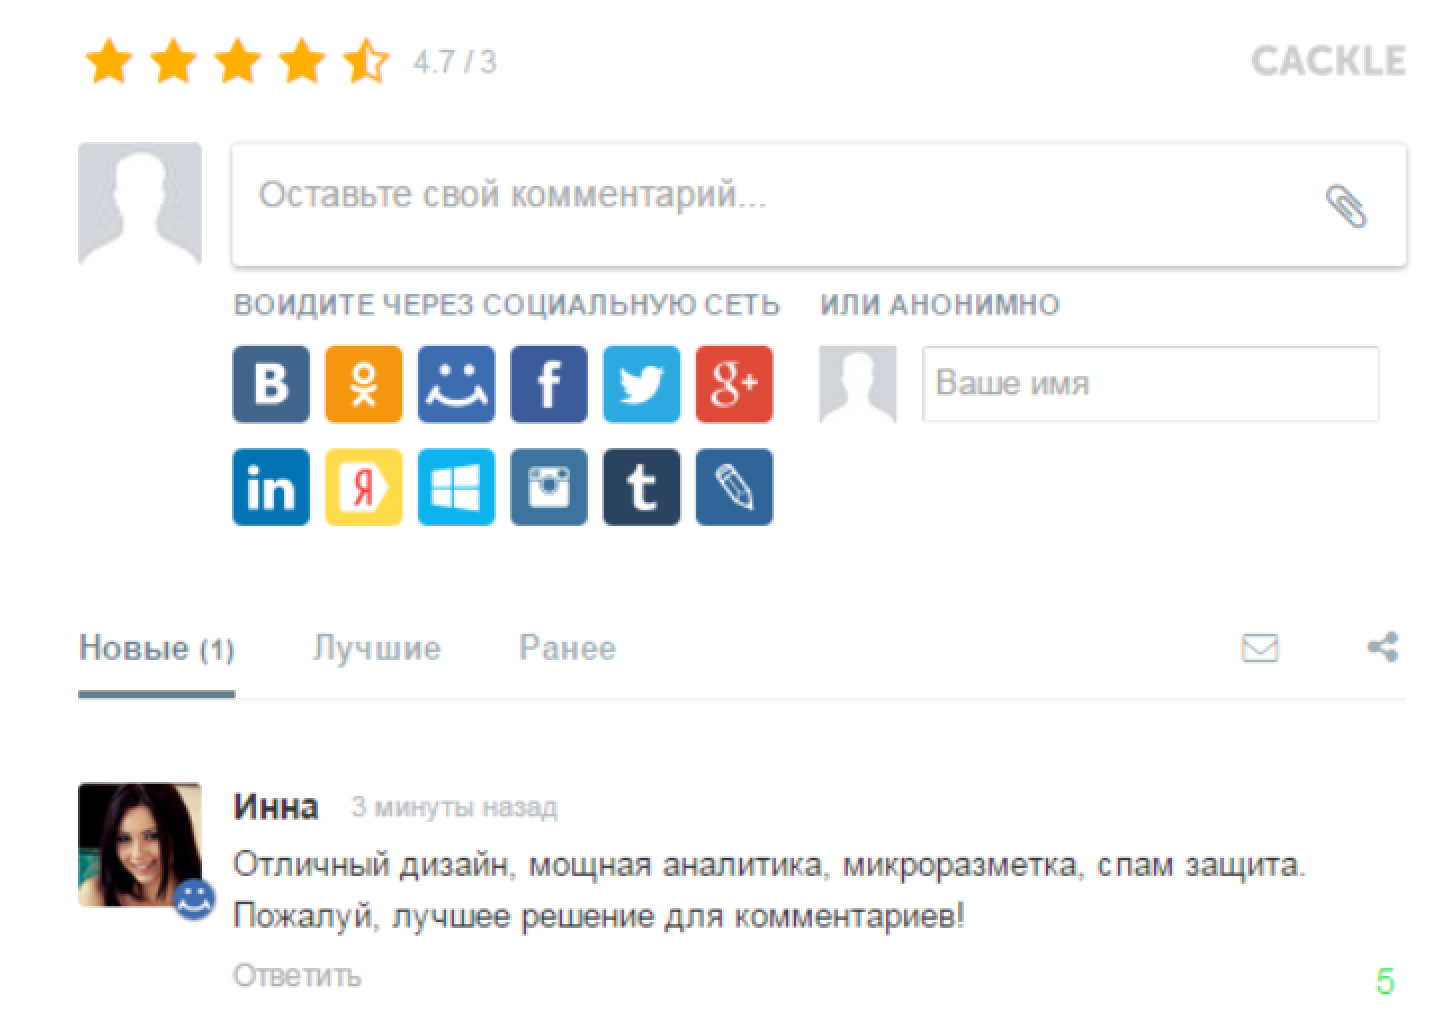 4.7 / 3
CACKLE
Оставьте свой комментарий...
ВОЙДИТЕ ЧЕРЕЗ СОЦИАЛЬНУЮ СЕТЬ
ИЛИ АНОНИМНО
B
f
g+
Ваше имя
in
Я
t
Новые (1)
Лучшие
Ранее
Инна 3 минуты назад
Отличный дизайн, мощная аналитика, микроразметка, спам защита.
Пожалуй, лучшее решение для комментариев!
Ответить
5